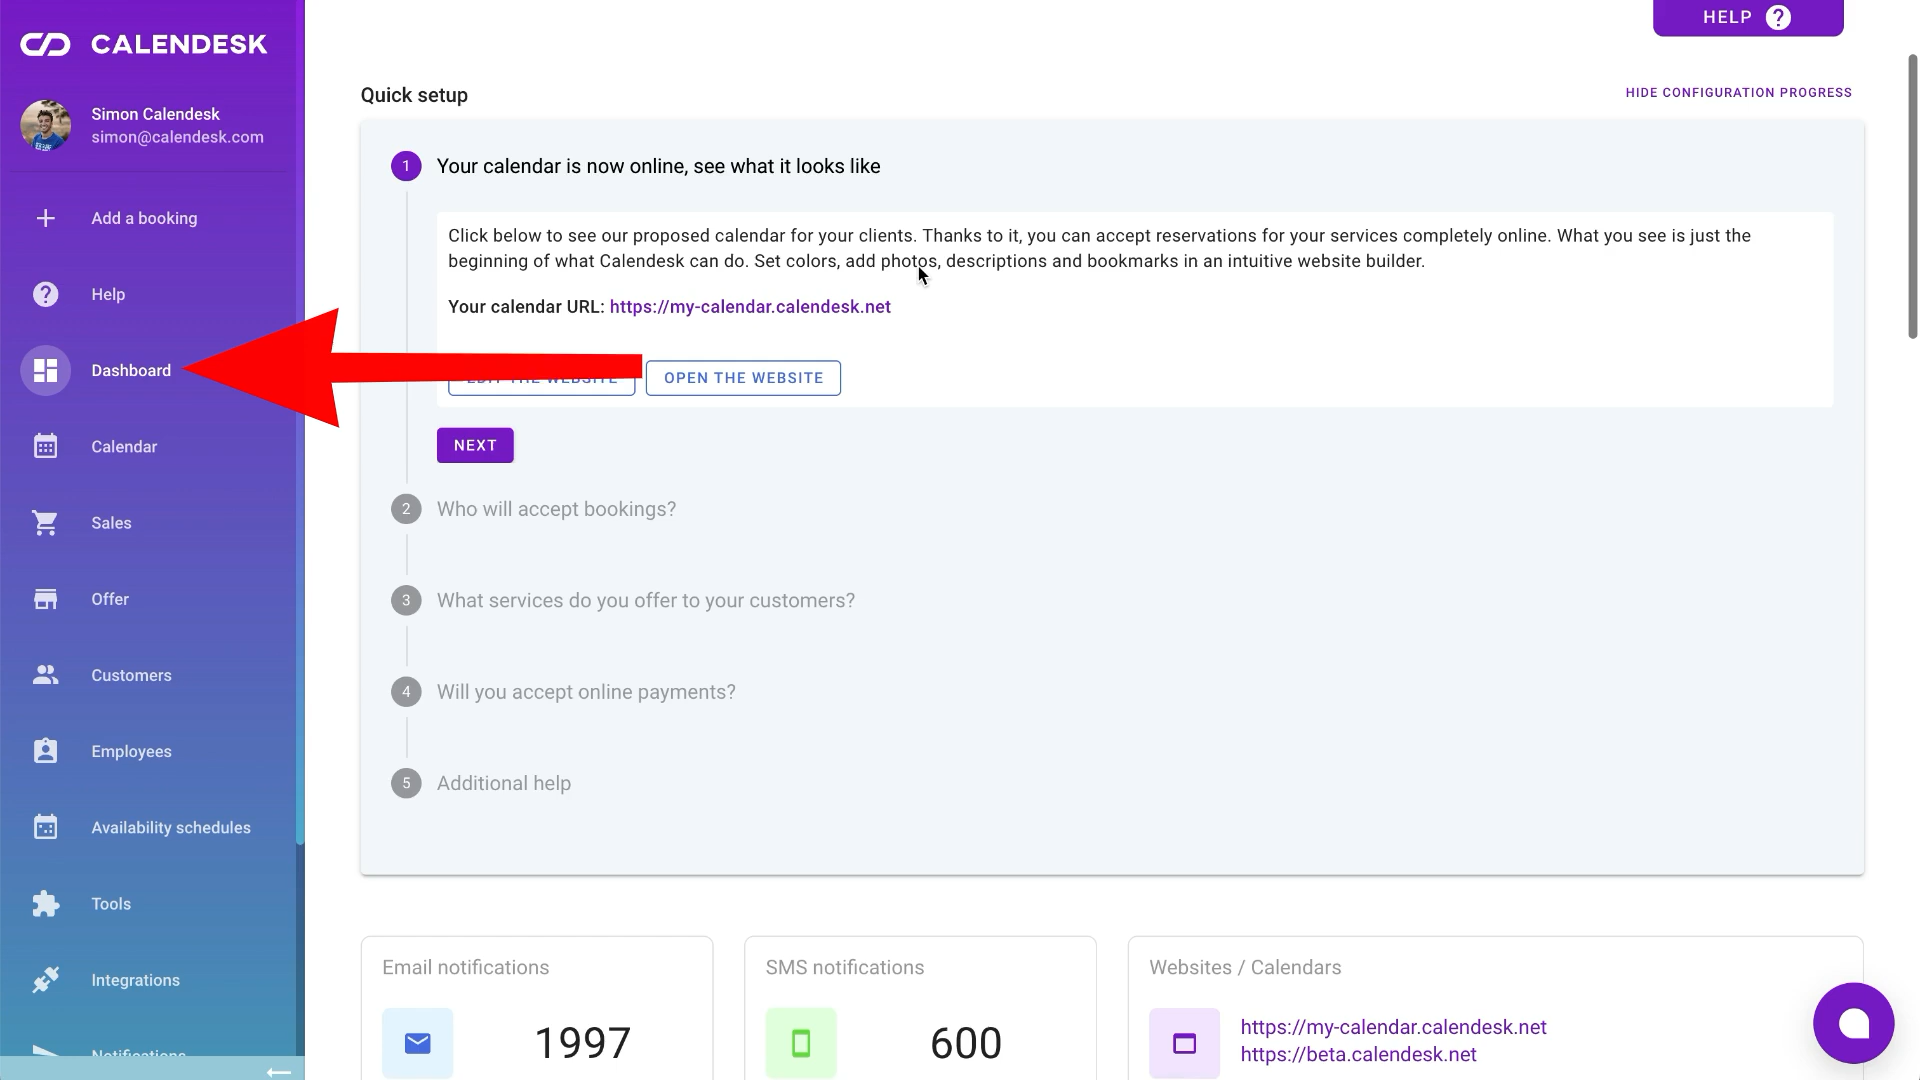 CALENDESK
Simon Calendesk
simon@calendesk.com
Add a booking
Help
Dashboard
Calendar
Sales
Offer
Customers
Employees
Availability schedules
Tools
Integrations
Notifications
HELP ?
Quick setup
HIDE CONFIGURATION PROGRESS
1 Your calendar is now online, see what it looks like
Click below to see our proposed calendar for your clients. Thanks to it, you can accept reservations for your services completely online. What you see is just the
beginning of what Calendesk can do. Set colors, add photos, descriptions and bookmarks in an intuitive website builder.
Your calendar URL: https://my-calendar.calendesk.net
EDIT THE WEBSITE OPEN THE WEBSITE
NEXT
2 Who will accept bookings?
3 What services do you offer to your customers?
4 Will you accept online payments?
5 Additional help
Email notifications
1997
SMS notifications
600
Websites / Calendars
https://my-calendar.calendesk.net
https://beta.calendesk.net